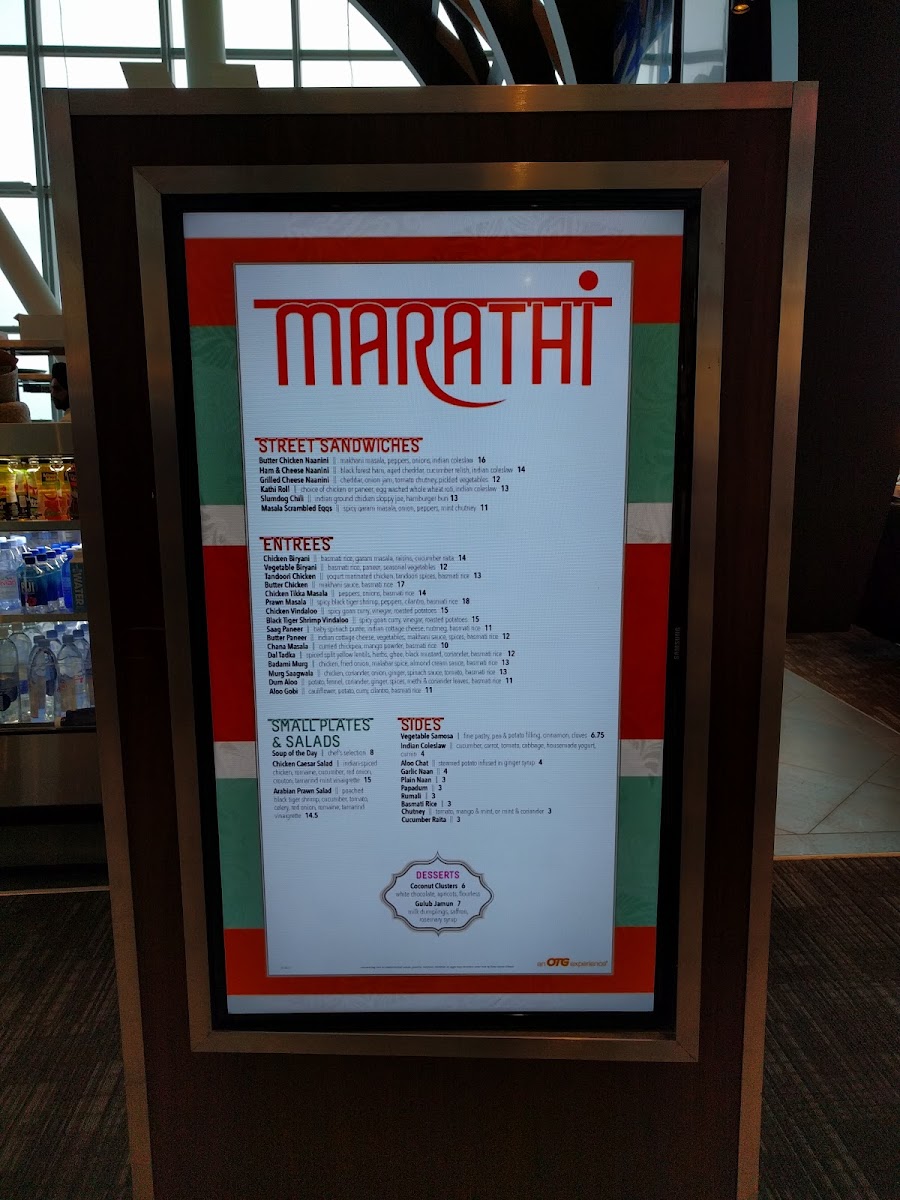 MARATHI
STREET SANDWICHES
Butter Chicken Naanini || makhani masala, peppers, onions, indian coleslaw 16
Ham & Cheese Naanini || black forest ham, aged cheddar, cucumber relish, indian coleslaw 14
Grilled Cheese Naanini || cheddar, onion jam, tomato chutney, pickled vegetables 12
Kathi Roll || choice of chicken or paneer, egg washed whole wheat roti, indian coleslaw 13
Slumdog Chili || indian ground chicken sloppy joe, hamburger bun 13
Masala Scrambled Eggs || spicy garam masala, onion, peppers, mint chutney 11
ENTREES
Chicken Biryani || basmati rice, garam masala, raisins, cucumber raita 14
Vegetable Biryani || basmati rice, paneer, seasonal vegetables 12
Tandoori Chicken || yogurt marinated chicken, tandoori spices, basmati rice 13
Butter Chicken || makhani sauce, basmati rice 17
Chicken Tikka Masala || peppers, onions, basmati rice 14
Prawn Masala || spicy black tiger shrimp, peppers, cilantro, basmati rice 18
Chicken Vindaloo || spicy goan curry, vinegar, roasted potatoes 15
Black Tiger Shrimp Vindaloo || spicy goan curry, vinegar, roasted potatoes 15
Saag Paneer || baby spinach purée, indian cottage cheese, nutmeg, basmati rice 11
Butter Paneer || indian cottage cheese, vegetables, makhani sauce, spices, basmati rice 12
Chana Masala || curried chickpea, mango powder, basmati rice 10
Dal Tadka || spiced split yellow lentils, herbs, ghee, black mustard, coriander, basmati rice 12
Badami Murg || chicken, fried onion, malabar spice, almond cream sauce, basmati rice 13
Murg Saagwala || chicken, coriander, onion, ginger, spinach sauce, tomato, basmati rice 13
Dum Aloo || potato, fennel, coriander, ginger, spices, methi & coriander leaves, basmati rice 11
Aloo Gobi || cauliflower, potato, curry, cilantro, basmati rice 11
SMALL PLATES
& SALADS
Soup of the Day || chef's selection 8
Chicken Caesar Salad || indian spiced
chicken, romaine, cucumber, red onion,
crouton, tamarind mint vinaigrette 15
Arabian Prawn Salad || poached
black tiger shrimp, cucumber, tomato,
celery, red onion, romaine, tamarind
vinaigrette 14.5
SIDES
Vegetable Samosa || fine pastry, pea & potato filling, cinnamon, cloves 6.75
Indian Coleslaw || cucumber, carrot, tomato, cabbage, housemade yogurt,
cumin 4
Aloo Chat || steamed potato infused in ginger syrup 4
Garlic Naan || 4
Plain Naan || 3
Papadum || 3
Rumali || 3
Basmati Rice || 3
Chutney || tomato, mango & mint, or mint & coriander 3
Cucumber Raita || 3
DESSERTS
Coconut Clusters 6
white chocolate, apricots, flourless
Gulub Jamun 7
milk dumplings, saffron,
rosemary syrup
an OTG experience
SAMSUNG
WATER